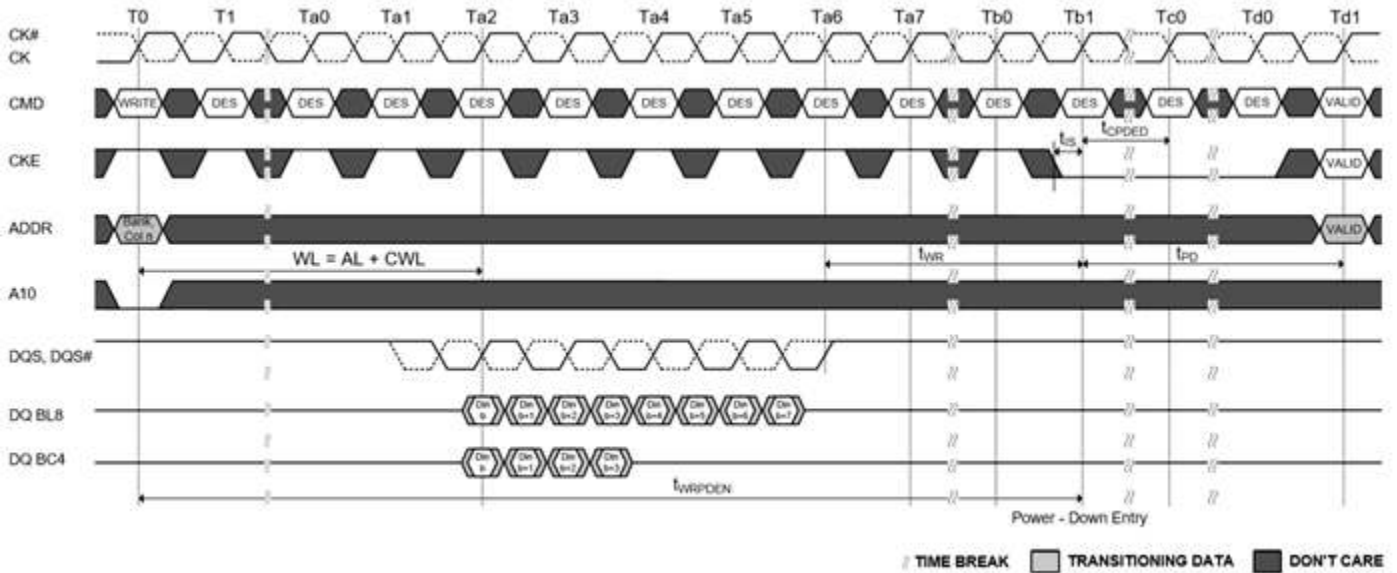 T0 T1 Ta0 Ta1 Ta2 Ta3 Ta4 Ta5 Ta6 Ta7 Tb0 Tb1 Tc0 Td0 Td1
CK#
CK
CMD WRITE DES DES DES DES DES DES DES DES DES DES DES DES DES VALID
tIS tCPDED
CKE VALID
ADDR Bank, Col n VALID
WL = AL + CWL tWR tPD
A10
DQS, DQS#
DQ BL8 Din b Din b+1 Din b+2 Din b+3 Din b+4 Din b+5 Din b+6 Din b+7
DQ BC4 Din b Din b+1 Din b+2 Din b+3
tWRPDEN
Power - Down Entry
TIME BREAK TRANSITIONING DATA DON'T CARE